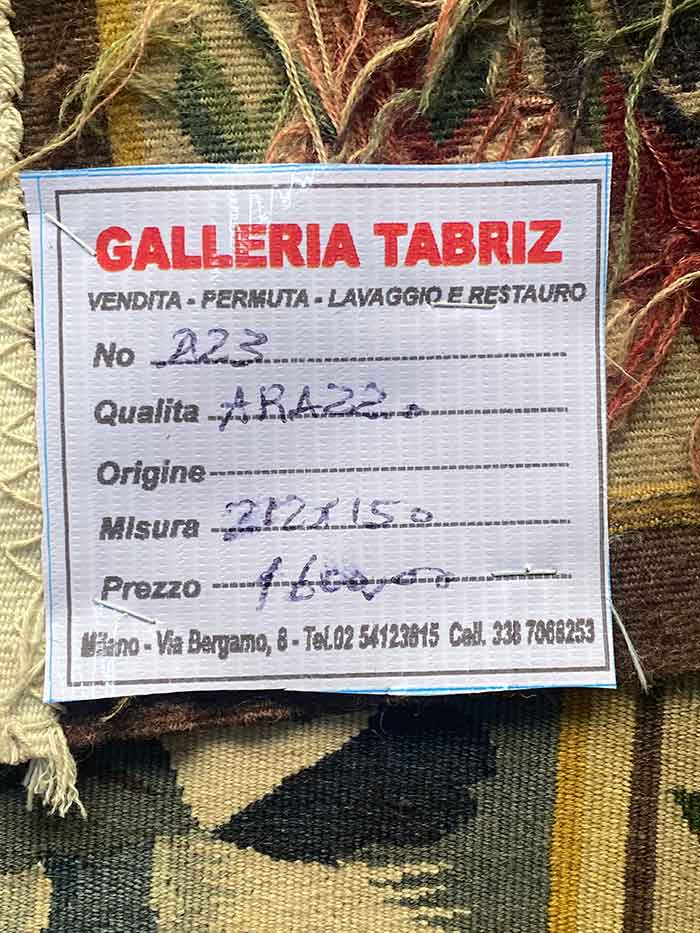 GALLERIA TABRIZ
VENDITA - PERMUTA - LAVAGGIO E RESTAURO
No 223
Qualita ARAZZO
Origine
Misura 212x150
Prezzo
Milano - Via Bergamo, 8 - Tel.02 54123815 Cell. 338 7068253